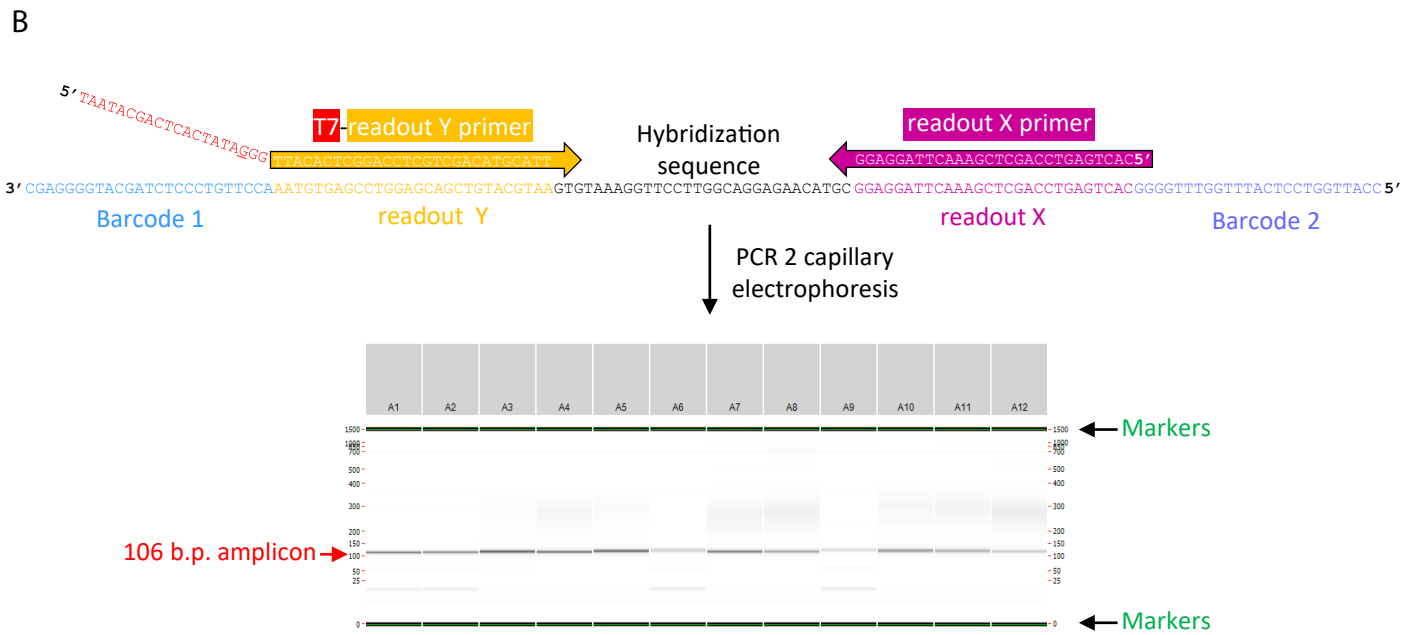 B
5’TAATACGACTCACTATAGGG
T7-readout Y primer
Hybridization
sequence
readout X primer
TTACACTCGGACCTCGTCGACATGCATT
GGAGGATTCAAAGCTCGACCTGAGTCAC5’
3’CGAGGGGTACGATCTCCCTGTTCCAAATGTGAGCCTGGAGCAGCTGTACGTAAGTGTAAAGGTTCCTTGGCAGGAGAACATGCGGAGGATTCAAAGCTCGACCTGAGTCACGGGGTTTGGTTTACTCCTGGTTACC5’
Barcode 1
readout Y
readout X
Barcode 2
PCR 2 capillary
electrophoresis
A1 A2 A3 A4 A5 A6 A7 A8 A9 A10 A11 A12
1500 1500 Markers
1000 1000
700 700
500 500
400 400
300 300
200 200
150 150
106 b.p. amplicon 100 100
50 50
25 25
0 0 Markers